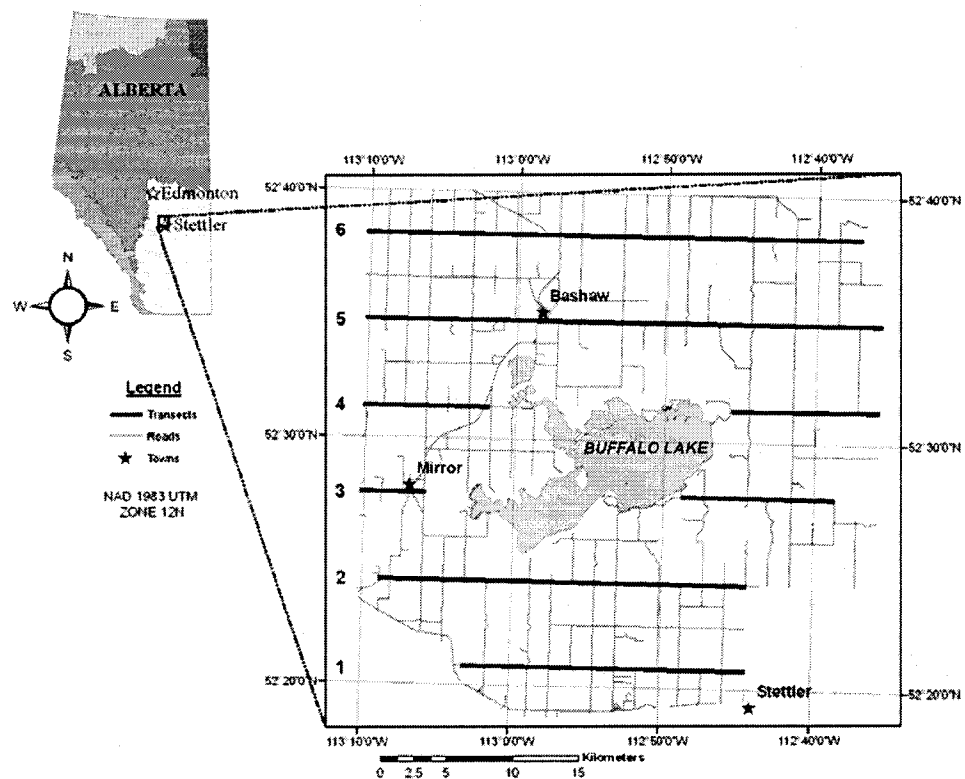 ALBERTA
Edmonton
Stettler
N
W E
S
Legend
Transects
Roads
Towns
NAD 1983 UTM
ZONE 12N
113°10'0"W 113°0'0"W 112°50'0"W 112°40'0"W
52°40'0"N 52°40'0"N
6
Bashaw
5
4
52°30'0"N 52°30'0"N
BUFFALO LAKE
Mirror
3
2
1
52°20'0"N 52°20'0"N
Stettler
113°10'0"W 113°0'0"W 112°50'0"W 112°40'0"W
Kilometers
0 2.5 5 10 15